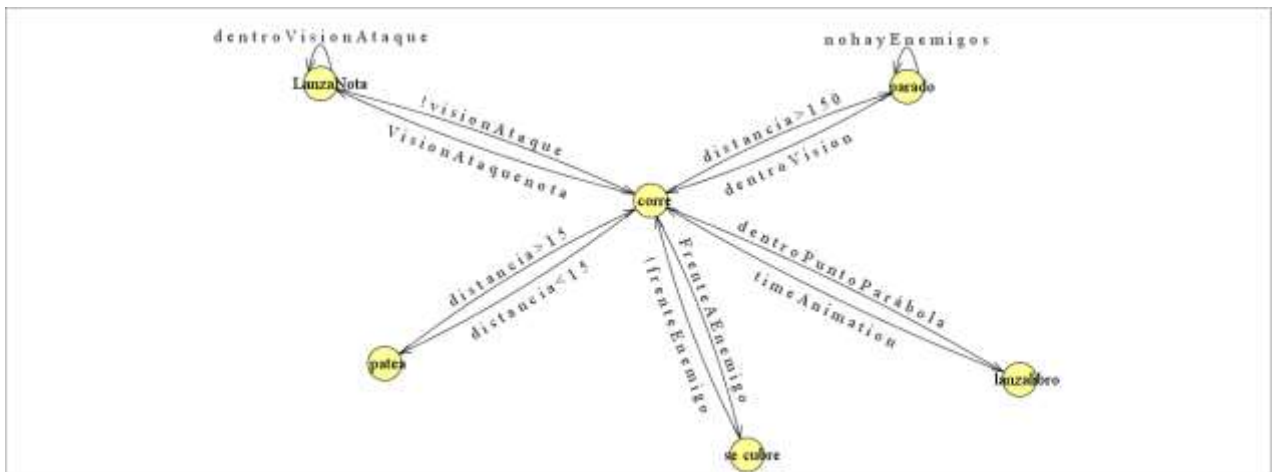 dentroVisionAtaque
nohayEnemigos
LanzaNota
parado
!visionAtaque
VisionAtaquenota
distancia>150
dentroVision
corre
distancia>15
distancia<15
FrenteAEnemigo
!frenteEnemigo
dentroPuntoParábola
timeAnimation
patea
lanzalibro
se cubre